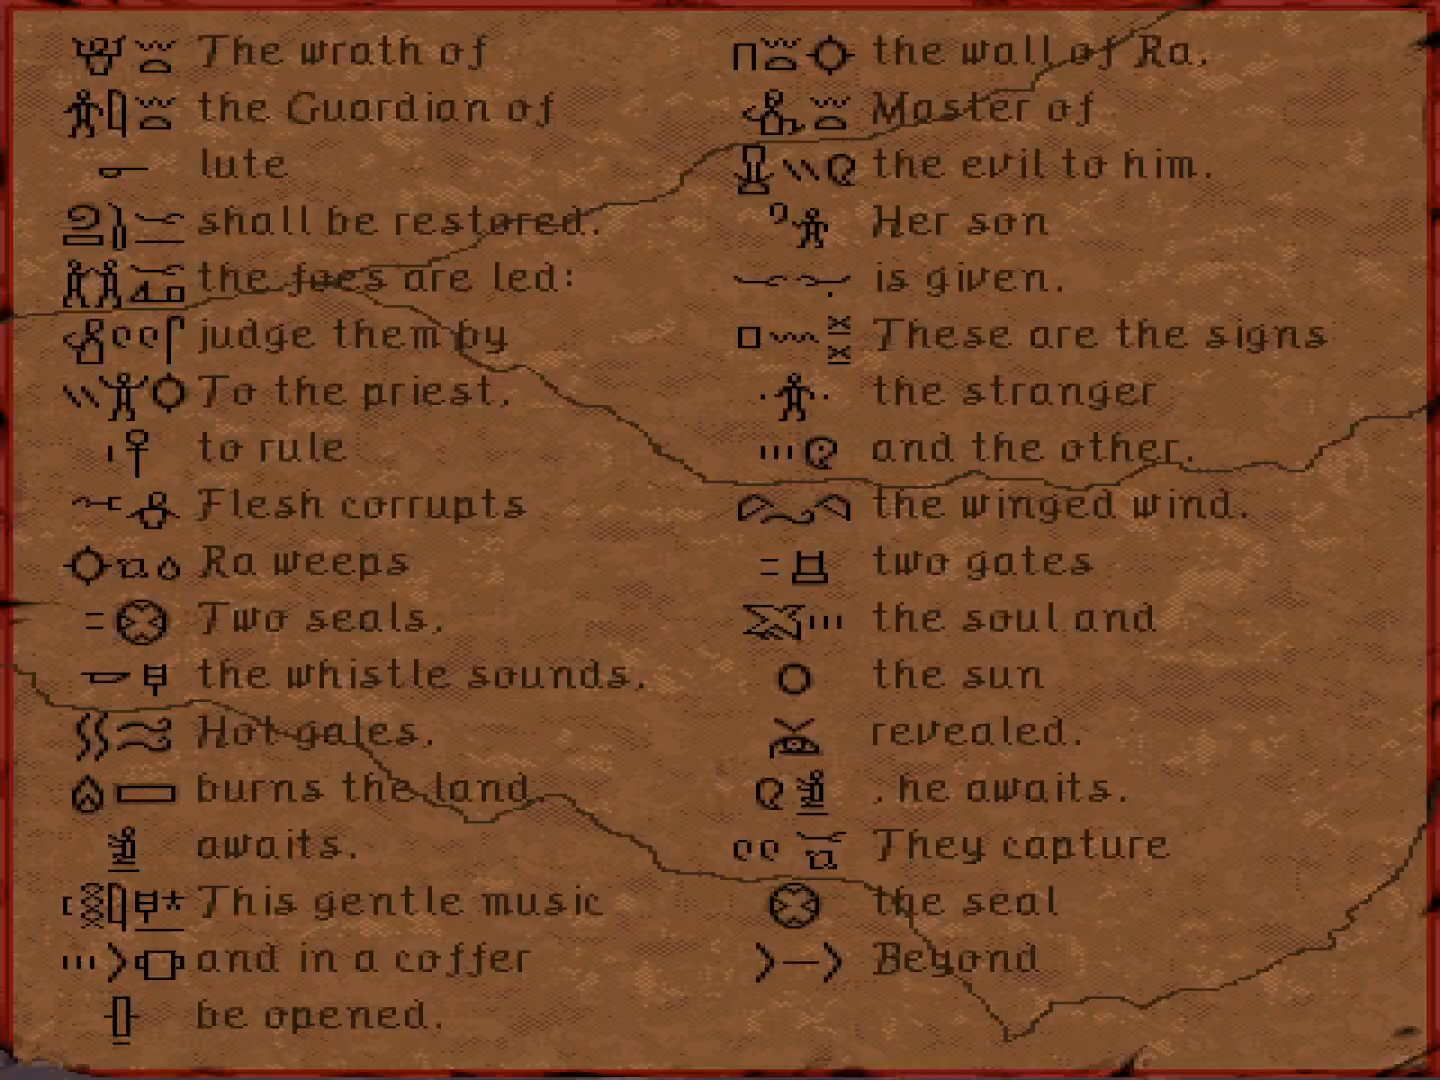 The wrath of
the Guardian of
lute
shall be restored.
the foes are led:
judge them by
To the priest,
to rule
Flesh corrupts
Ra weeps
Two seals,
the whistle sounds,
Hot gales,
burns the land
awaits.
This gentle music
and in a coffer
be opened.
the wall of Ra,
Master of
the evil to him.
Her son
is given.
These are the signs
the stranger
and the other,
the winged wind.
two gates
the soul and
the sun
revealed.
, he awaits.
They capture
the seal
Beyond